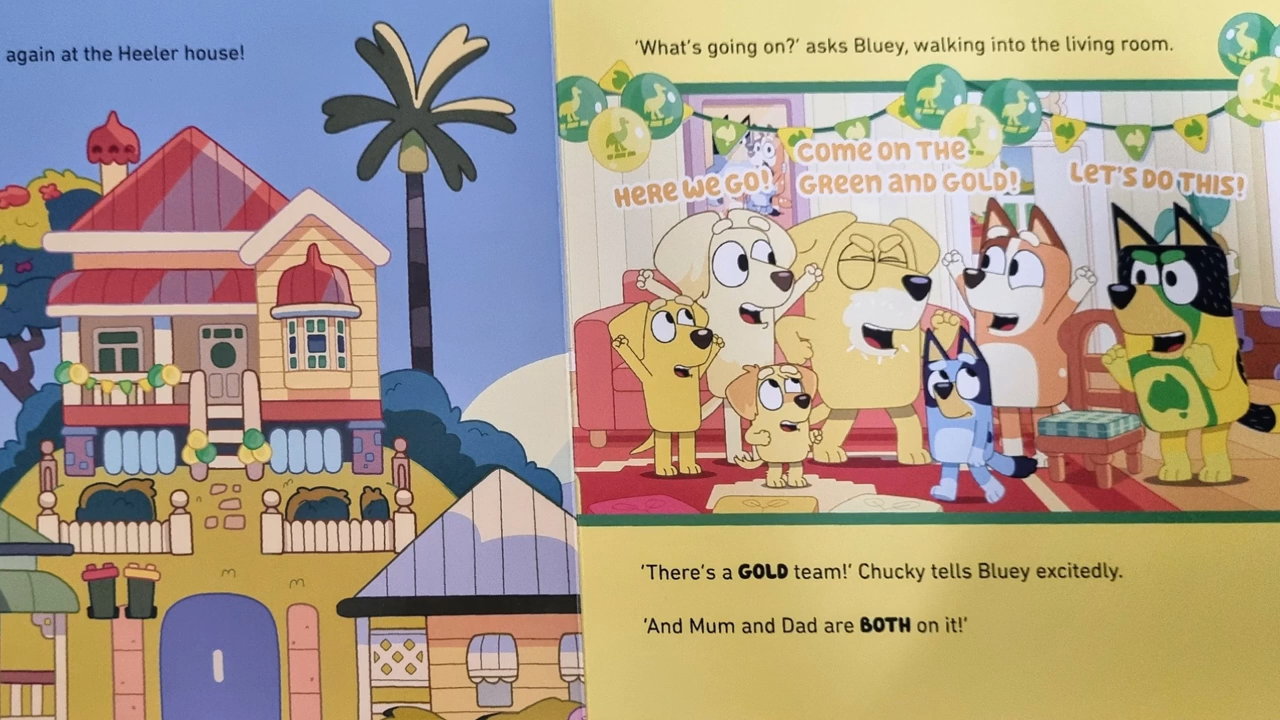 again at the Heeler house!
‘What’s going on?’ asks Bluey, walking into the living room.
HERE WE GO!
COME ON THE
GREEN AND GOLD!
LET'S DO THIS!
‘There’s a GOLD team!’ Chucky tells Bluey excitedly.
‘And Mum and Dad are BOTH on it!’